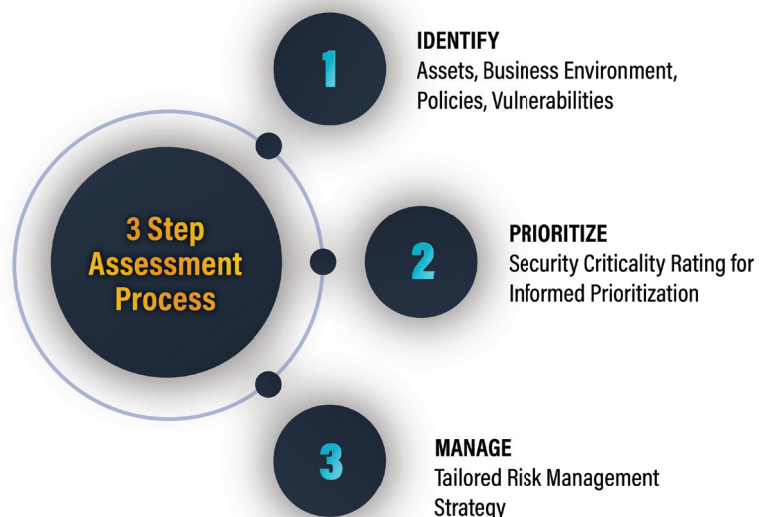 3 Step
Assessment
Process
1
IDENTIFY
Assets, Business Environment,
Policies, Vulnerabilities
2
PRIORITIZE
Security Criticality Rating for
Informed Prioritization
3
MANAGE
Tailored Risk Management
Strategy